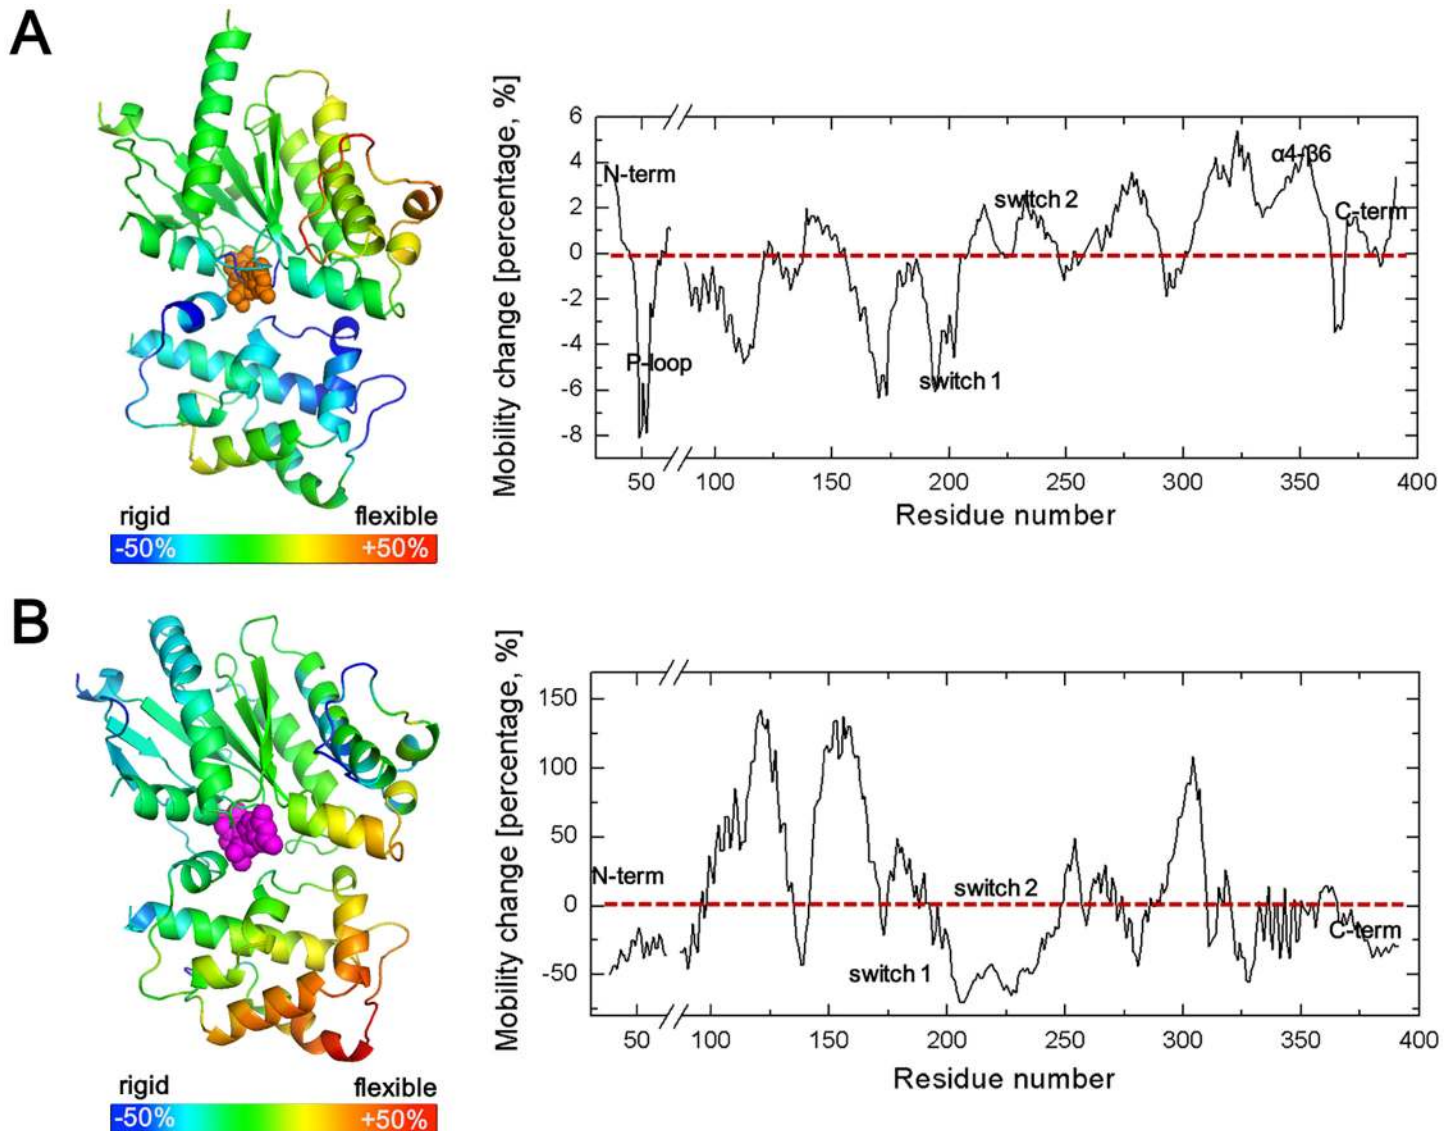 A
Mobility change [percentage, %]
6
4
2
0
-2
-4
-6
-8
N-term
P-loop
switch 1
switch 2
α4-β6
C-term
50
100
150
200
250
300
350
400
Residue number
rigid
flexible
-50%
+50%
B
Mobility change [percentage, %]
150
100
50
0
-50
N-term
switch 1
switch 2
C-term
50
100
150
200
250
300
350
400
Residue number
rigid
flexible
-50%
+50%